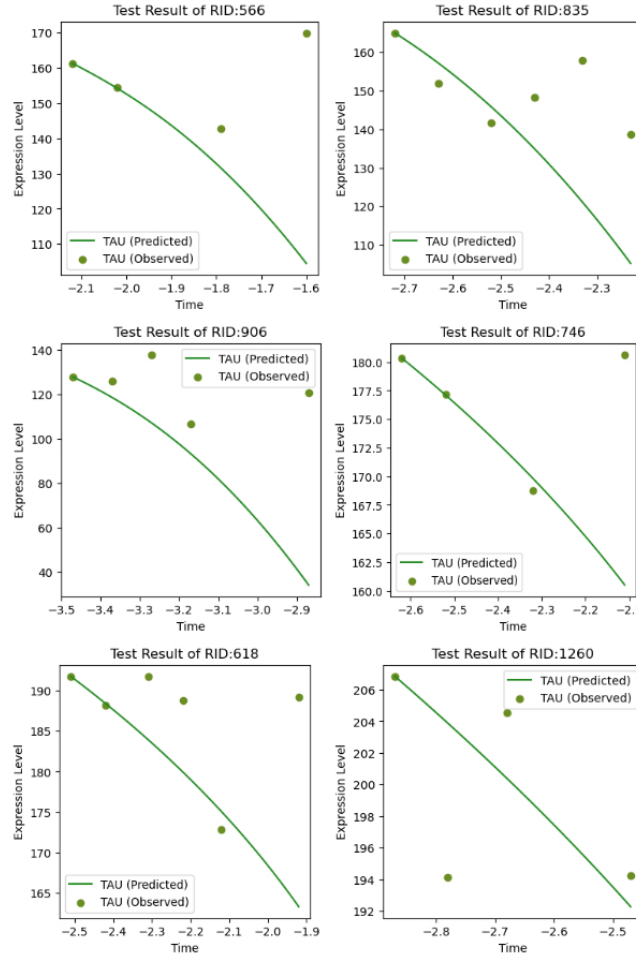 Test Result of RID:566
170
160
150
140
130
120
110
Expression Level
TAU (Predicted)
TAU (Observed)
−2.1 −2.0 −1.9 −1.8 −1.7 −1.6
Time
Test Result of RID:835
160
150
140
130
120
110
Expression Level
TAU (Predicted)
TAU (Observed)
−2.7 −2.6 −2.5 −2.4 −2.3
Time
Test Result of RID:906
140
120
100
80
60
40
Expression Level
TAU (Predicted)
TAU (Observed)
−3.5 −3.4 −3.3 −3.2 −3.1 −3.0 −2.9
Time
Test Result of RID:746
180.0
177.5
175.0
172.5
170.0
167.5
165.0
162.5
160.0
Expression Level
TAU (Predicted)
TAU (Observed)
−2.6 −2.5 −2.4 −2.3 −2.2
Time
Test Result of RID:618
190
185
180
175
170
165
Expression Level
TAU (Predicted)
TAU (Observed)
−2.5 −2.4 −2.3 −2.2 −2.1 −2.0 −1.9
Time
Test Result of RID:1260
206
204
202
200
198
196
194
192
Expression Level
TAU (Predicted)
TAU (Observed)
−2.8 −2.7 −2.6 −2.5
Time